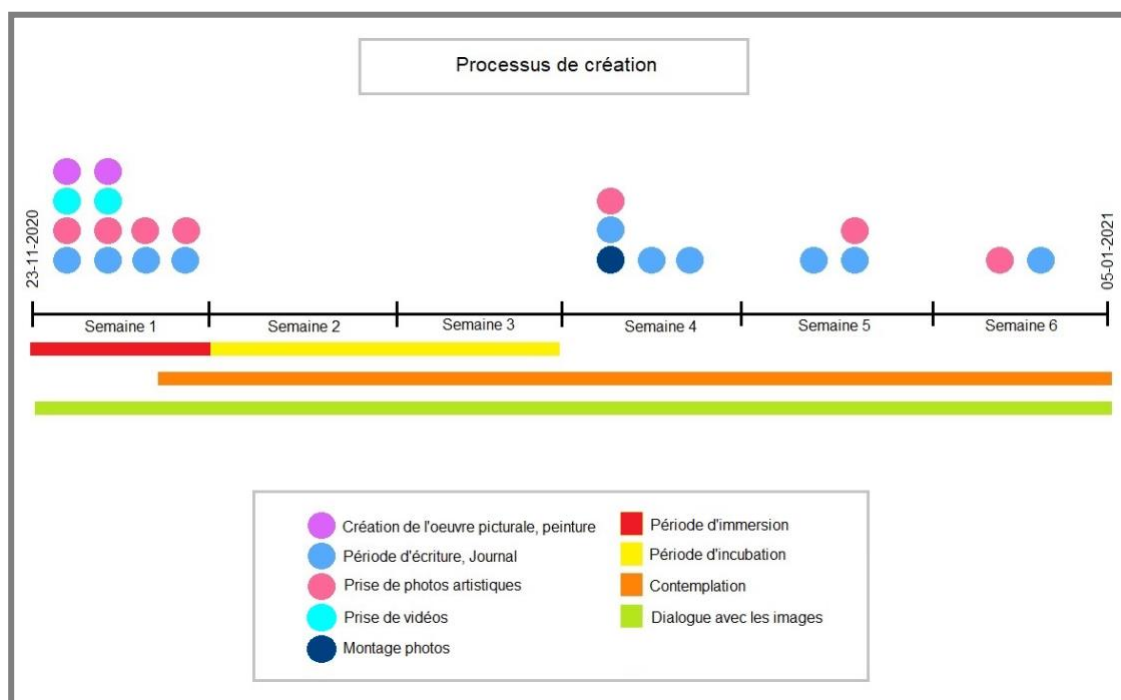 Processus de création
23-11-2020
05-01-2021
Semaine 1
Semaine 2
Semaine 3
Semaine 4
Semaine 5
Semaine 6
Création de l'oeuvre picturale, peinture
Période d'écriture, Journal
Prise de photos artistiques
Prise de vidéos
Montage photos
Période d'immersion
Période d'incubation
Contemplation
Dialogue avec les images